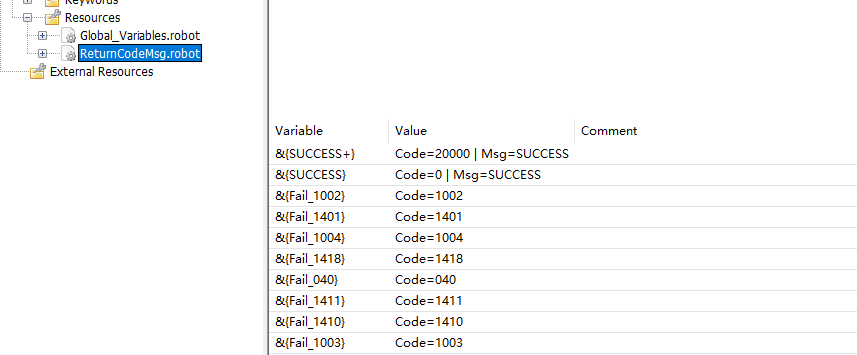 Resources
Global_Variables.robot
ReturnCodeMsg.robot
External Resources
Variable Value Comment
&{SUCCESS+} Code=20000 | Msg=SUCCESS
&{SUCCESS} Code=0 | Msg=SUCCESS
&{Fail_1002} Code=1002
&{Fail_1401} Code=1401
&{Fail_1004} Code=1004
&{Fail_1418} Code=1418
&{Fail_040} Code=040
&{Fail_1411} Code=1411
&{Fail_1410} Code=1410
&{Fail_1003} Code=1003